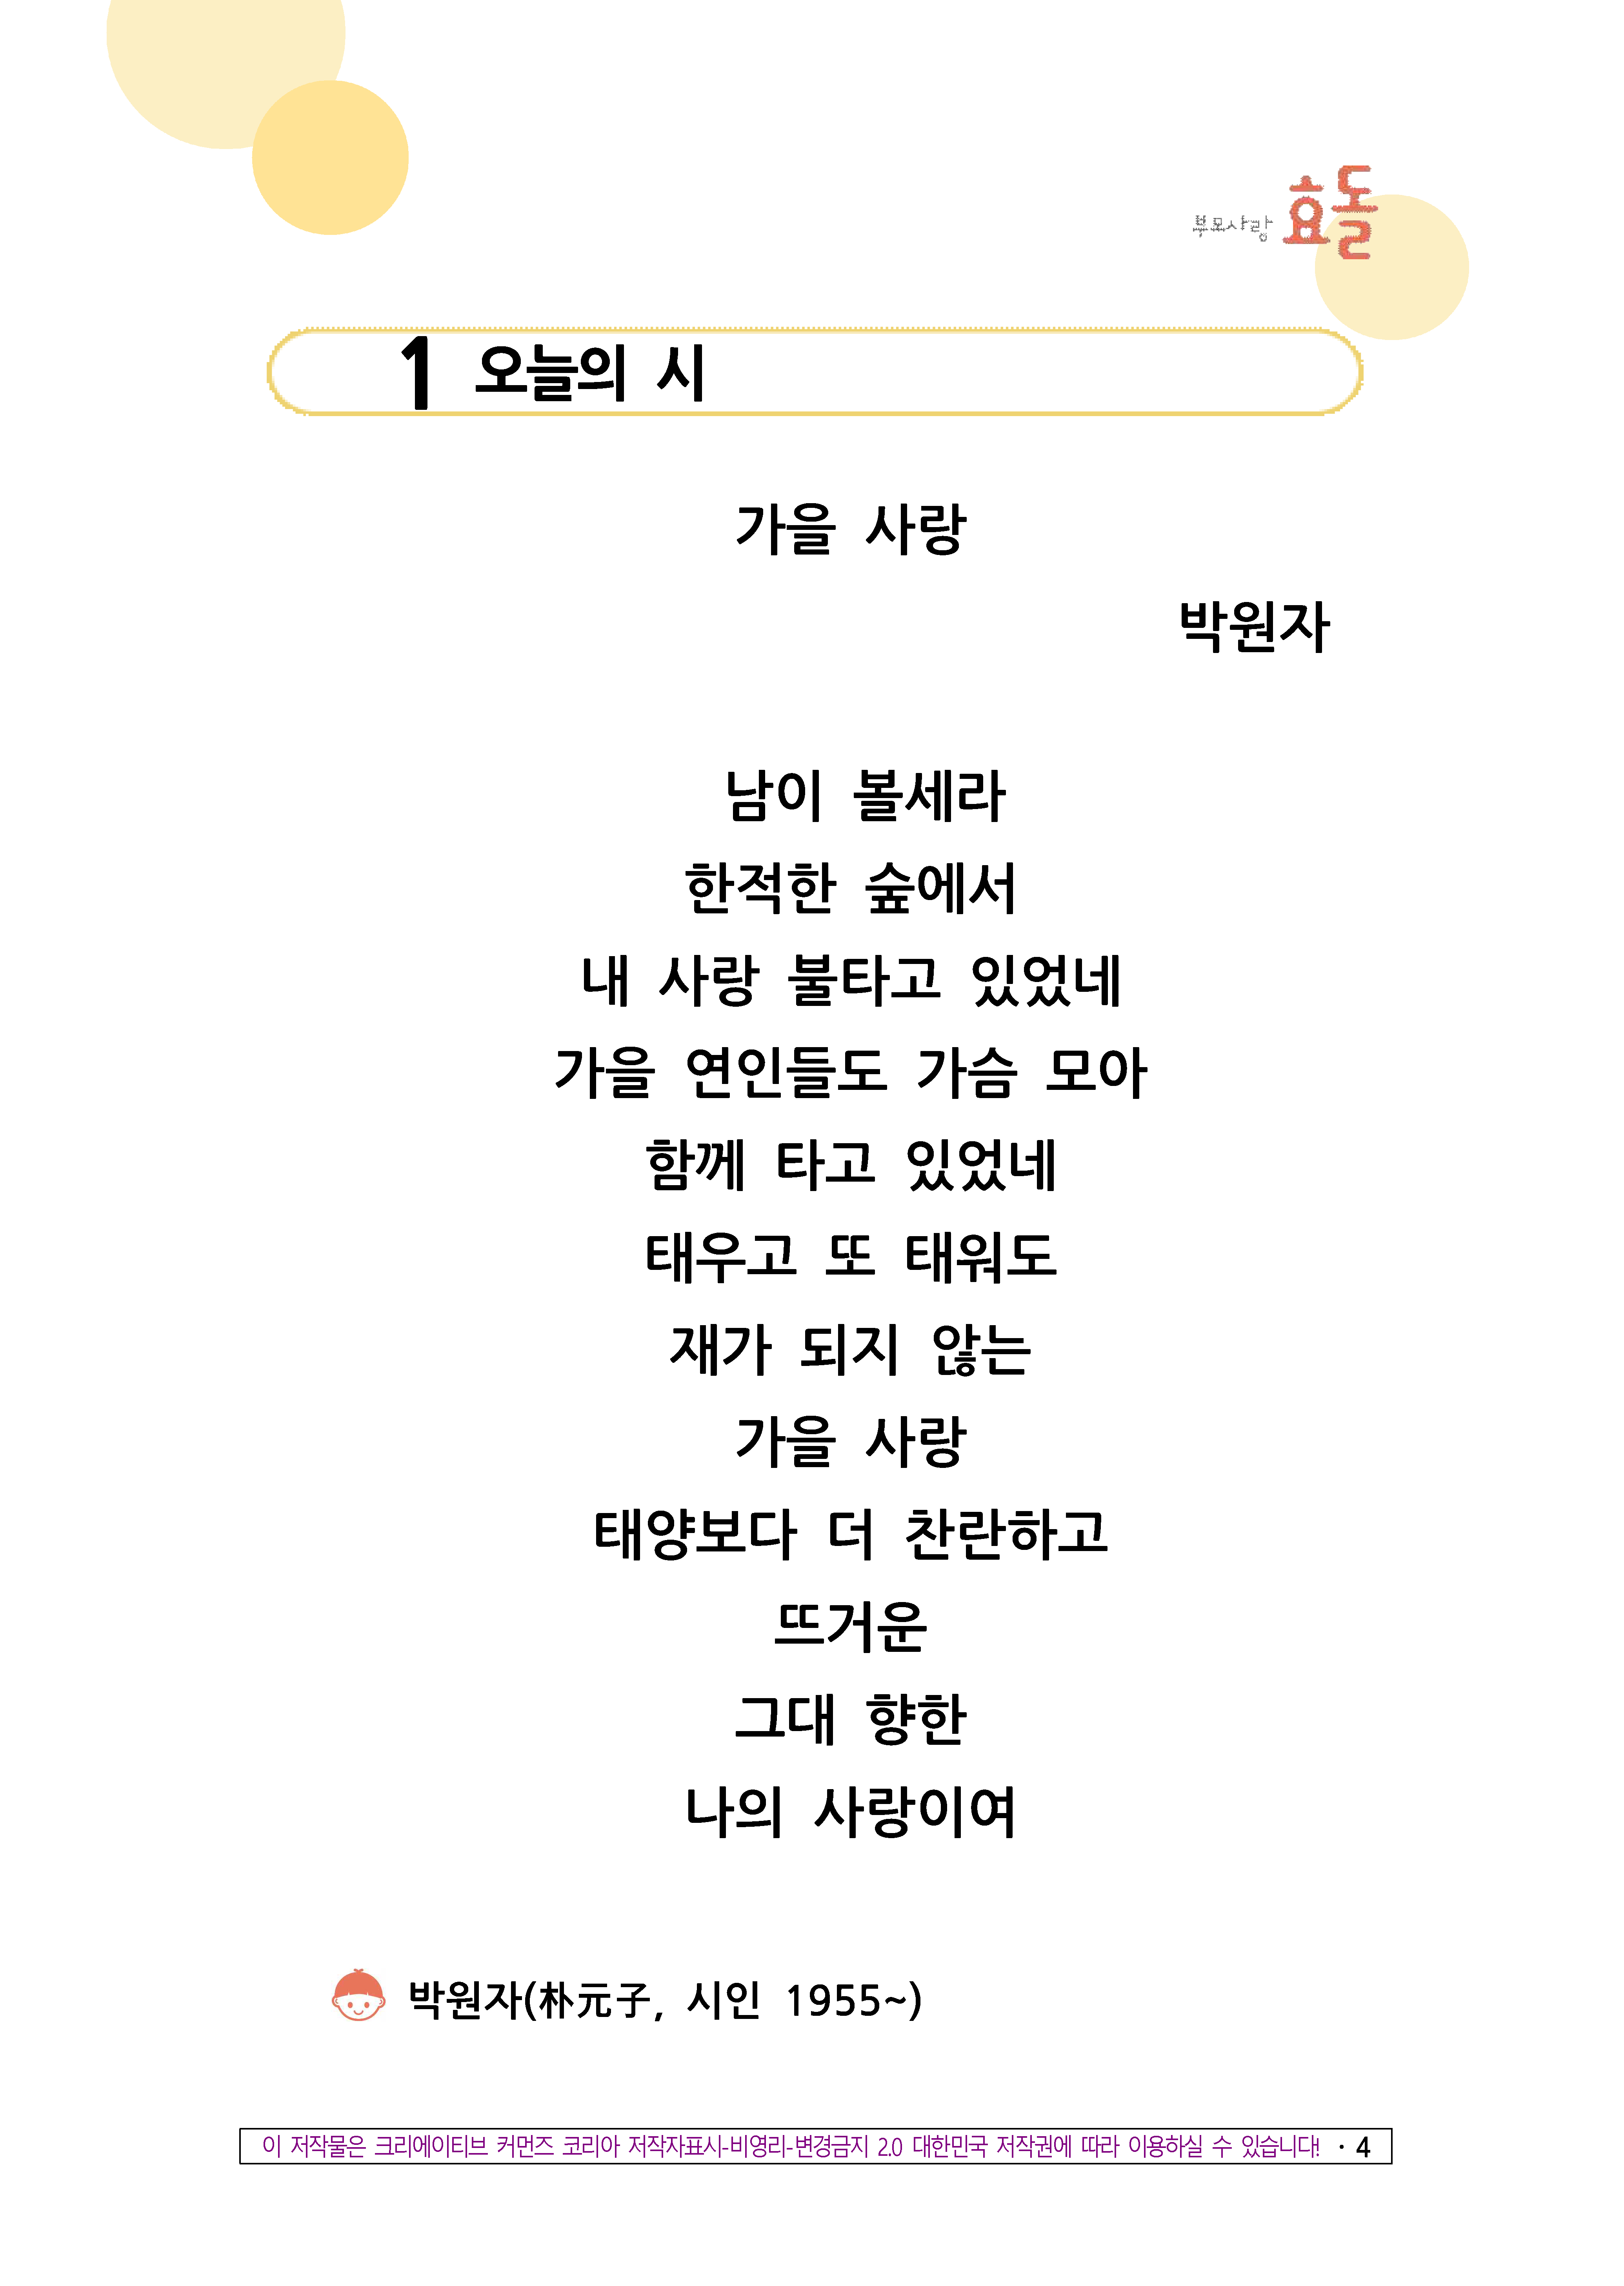 부모사랑 효돌
1 오늘의 시
가을 사랑
박원자
남이 볼세라
한적한 숲에서
내 사랑 불타고 있었네
가을 연인들도 가슴 모아
함께 타고 있었네
태우고 또 태워도
재가 되지 않는
가을 사랑
태양보다 더 찬란하고
뜨거운
그대 향한
나의 사랑이여
박원자(朴元子, 시인 1955~)
이 저작물은 크리에이티브 커먼즈 코리아 저작자표시-비영리-변경금지 2.0 대한민국 저작권에 따라 이용하실 수 있습니다! · 4